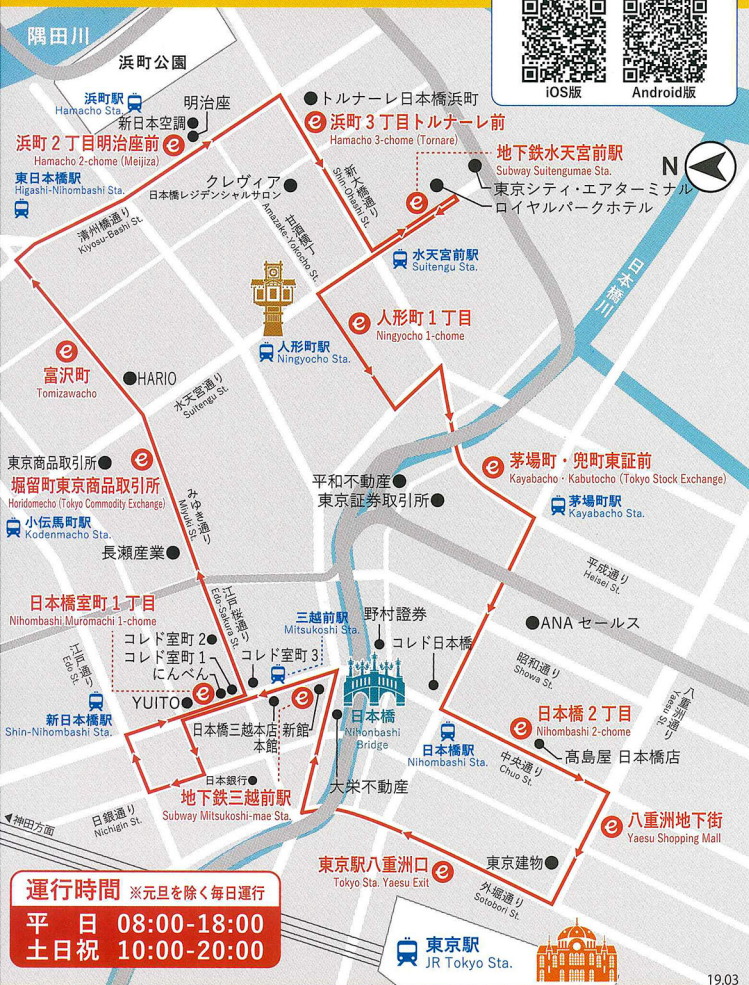 隅田川
浜町公園
iOS版
Android版
浜町駅
Hamacho Sta.
明治座
新日本空調
浜町2丁目明治座前
Hamacho 2-chome (Meijiza)
トルナーレ日本橋浜町
浜町3丁目トルナーレ前
Hamacho 3-chome (Tornare)
地下鉄水天宮前駅
Subway Suitengumae Sta.
N
東京シティ・エアターミナル
ロイヤルパークホテル
東日本橋駅
Higashi-Nihombashi Sta.
クレヴィア
日本橋レジデンシャルサロン
新大橋通り
Shin-Ohashi St.
清州橋通り
Kiyosu-Bashi St.
甘酒横丁
Amazake-Yokocho St.
水天宮前駅
Suitengu Sta.
日本橋川
人形町1丁目
Ningyocho 1-chome
人形町駅
Ningyocho Sta.
富沢町
Tomizawacho
HARIO
水天宮通り
Suitengu St.
東京商品取引所
堀留町東京商品取引所
Horidomecho (Tokyo Commodity Exchange)
小伝馬町駅
Kodenmacho Sta.
みゆき通り
Miyuki St.
長瀬産業
平和不動産
東京証券取引所
茅場町・兜町東証前
Kayabacho・Kabutocho (Tokyo Stock Exchange)
茅場町駅
Kayabacho Sta.
平成通り
Heisei St.
日本橋室町1丁目
Nihombashi Muromachi 1-chome
江戸桜通り
Edo-Sakura St.
三越前駅
Mitsukoshi Sta.
野村證券
コレド日本橋
ANA セールス
昭和通り
Showa St.
八重洲通り
Yaesu St.
コレド室町2
コレド室町1
にんべん
コレド室町3
江戸通り
Edo St.
YUITO
新日本橋駅
Shin-Nihombashi Sta.
日本橋三越本店
本館
新館
日本橋
Nihonbashi
Bridge
日本橋駅
Nihombashi Sta.
日本橋2丁目
Nihombashi 2-chome
髙島屋 日本橋店
中央通り
Chuo St.
日本銀行
地下鉄三越前駅
Subway Mitsukoshi-mae Sta.
大栄不動産
日銀通り
Nichigin St.
神田方面
八重洲地下街
Yaesu Shopping Mall
東京駅八重洲口
Tokyo Sta. Yaesu Exit
東京建物
外堀通り
Sotobori St.
運行時間 ※元旦を除く毎日運行
平 日 08:00-18:00
土日祝 10:00-20:00
東京駅
JR Tokyo Sta.
19.03